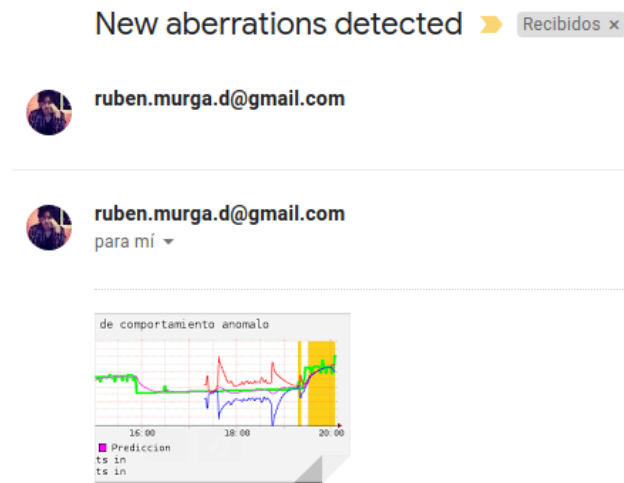 New aberrations detected
Recibidos ×
ruben.murga.d@gmail.com
ruben.murga.d@gmail.com
para mí
de comportamiento anomalo
16:00 18:00 20:00
Prediccion
ts in
ts in